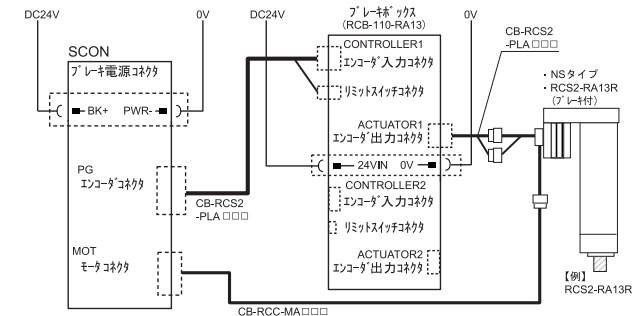 DC24V
0V
DC24V
ブレーキボックス
(RCB-110-RA13)
0V
CB-RCS2
-PLA□□□
SCON
ブレーキ電源コネクタ
BK+ PWR-
PG
エンコーダコネクタ
CB-RCS2
-PLA□□□
MOT
モータコネクタ
CONTROLLER1
エンコーダ入力コネクタ
リミットスイッチコネクタ
ACTUATOR1
エンコーダ出力コネクタ
24VIN 0V
CONTROLLER2
エンコーダ入力コネクタ
リミットスイッチコネクタ
ACTUATOR2
エンコーダ出力コネクタ
・NSタイプ
・RCS2-RA13R
(ブレーキ付)
【例】
RCS2-RA13R
CB-RCC-MA□□□